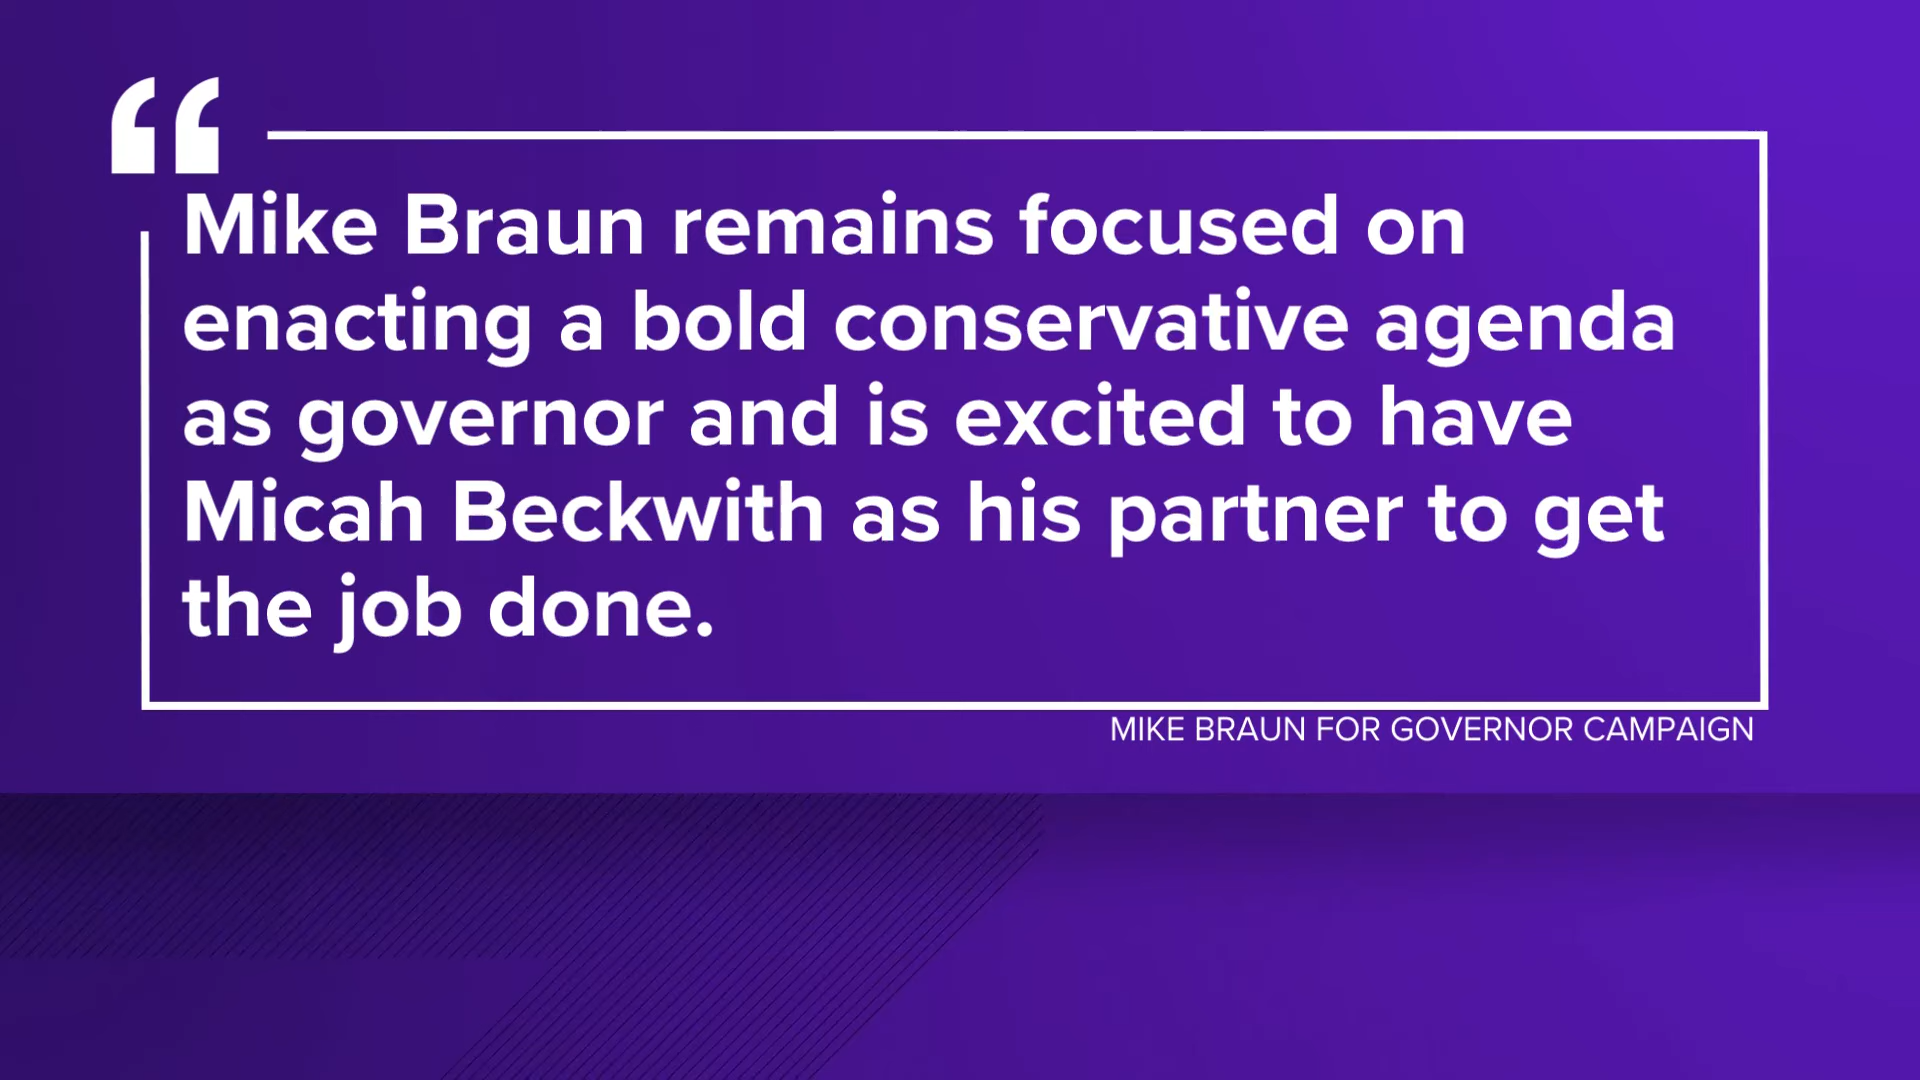 “
Mike Braun remains focused on
enacting a bold conservative agenda
as governor and is excited to have
Micah Beckwith as his partner to get
the job done.
MIKE BRAUN FOR GOVERNOR CAMPAIGN